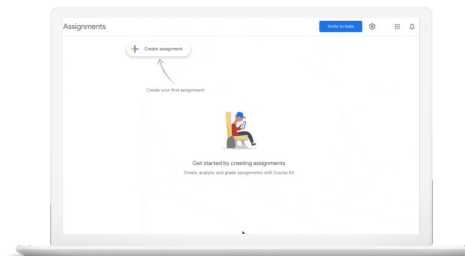 Assignments
Invite to beta
Create assignment
Create your first assignment!
Get started by creating assignments
Create, analyze, and grade assignments with Course Kit